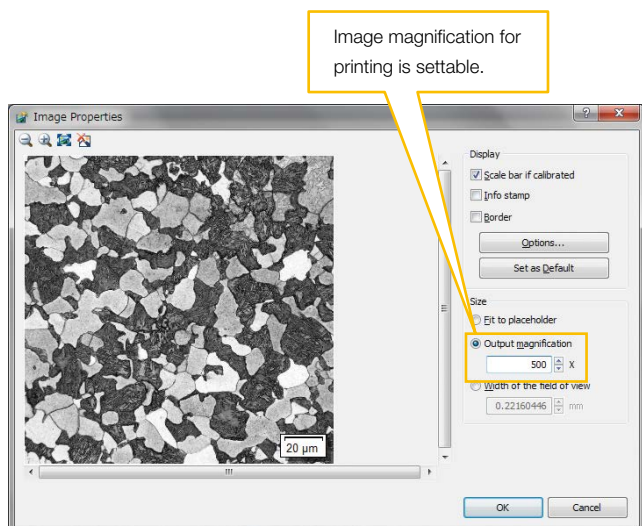 Image magnification for
printing is settable.
Image Properties
Display
Scale bar if calibrated
Info stamp
Border
Options...
Set as Default
Size
Fit to placeholder
Output magnification
500 X
Width of the field of view
0.22160446 mm
20 µm
OK Cancel